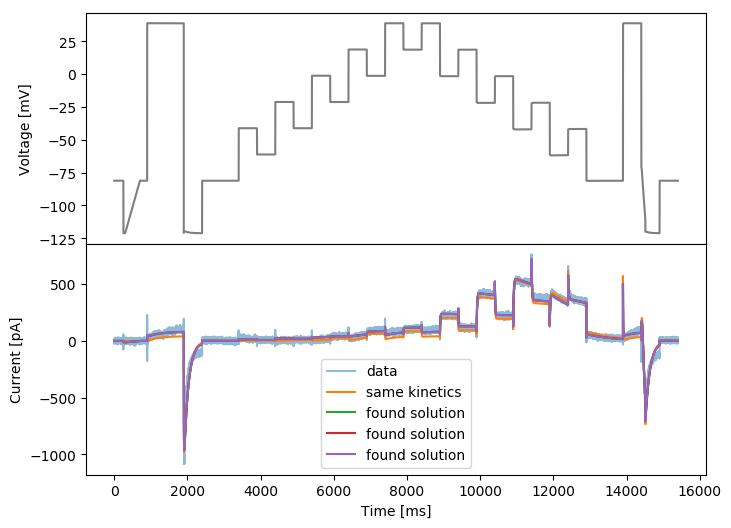 Voltage [mV]
25
0
−25
−50
−75
−100
−125
Current [pA]
500
0
−500
−1000
data
same kinetics
found solution
found solution
found solution
0 2000 4000 6000 8000 10000 12000 14000 16000
Time [ms]